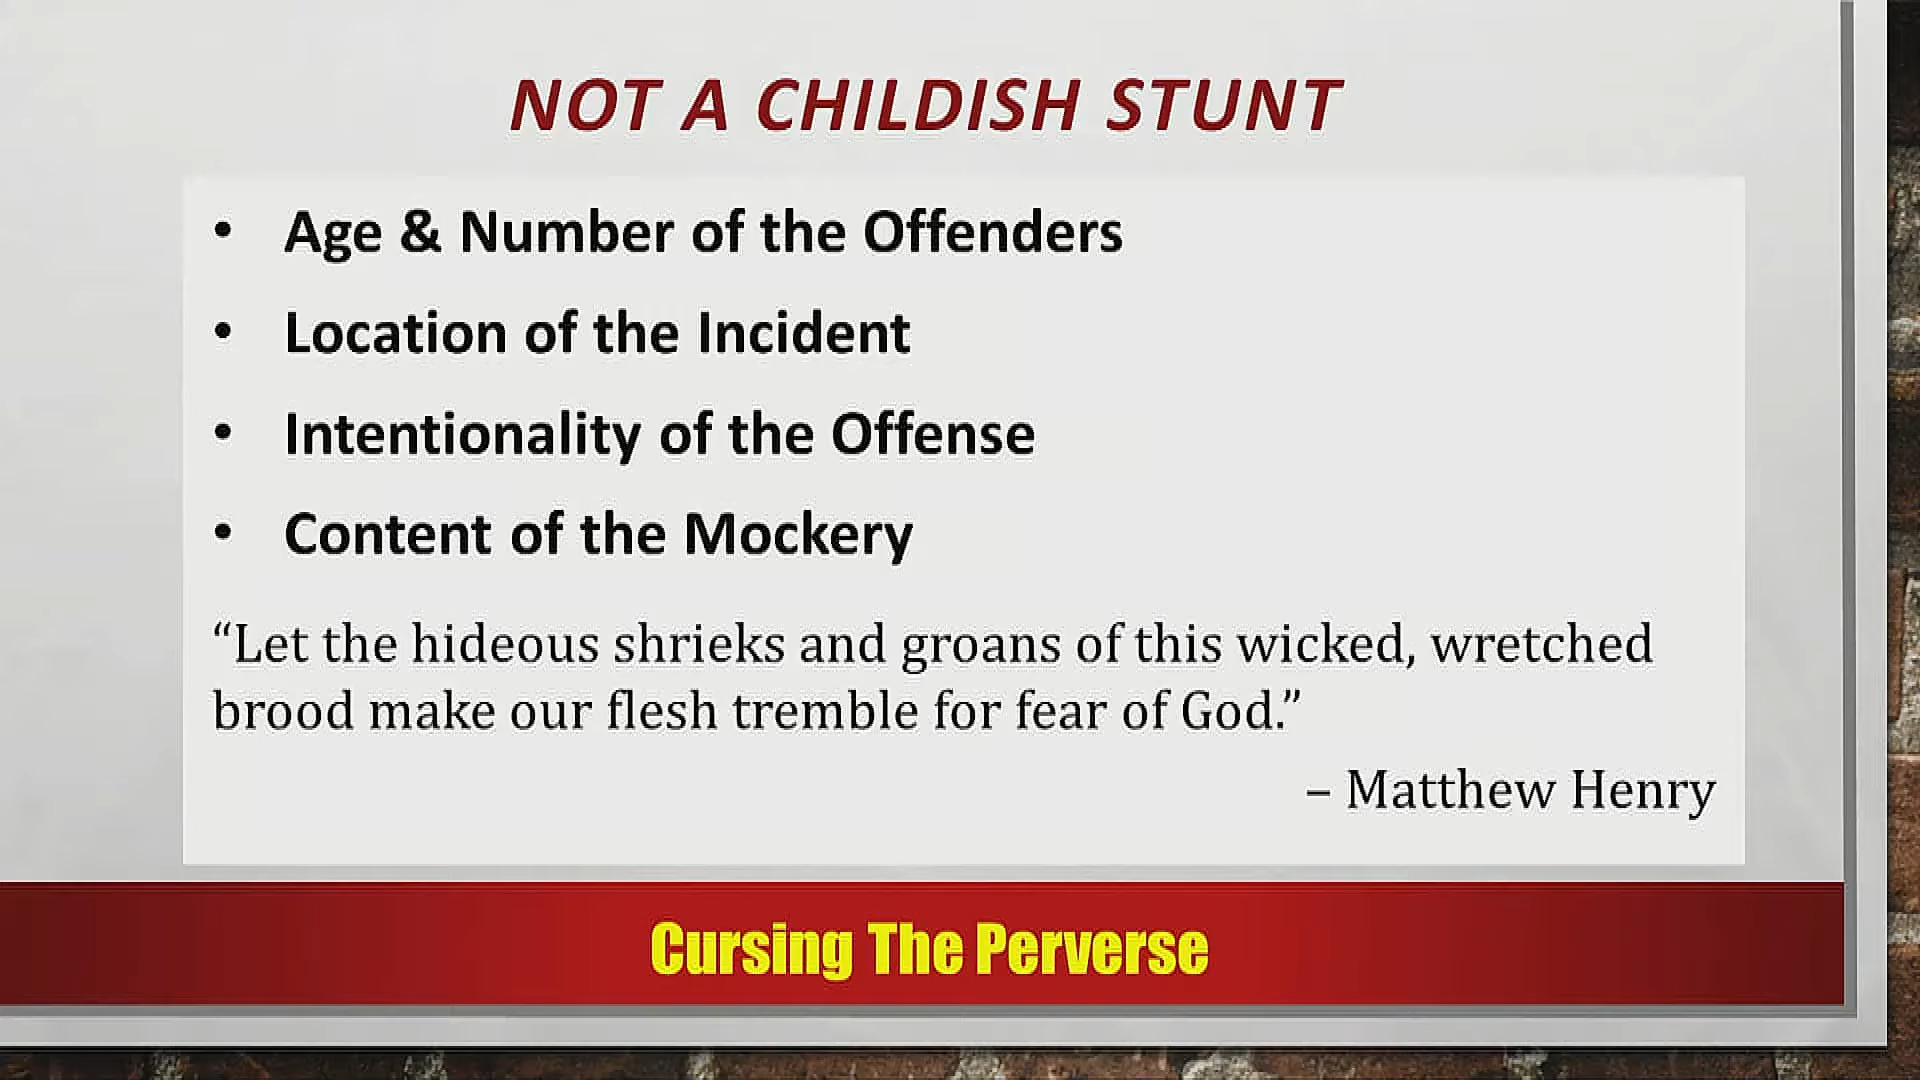 NOT A CHILDISH STUNT
• Age & Number of the Offenders
• Location of the Incident
• Intentionality of the Offense
• Content of the Mockery
“Let the hideous shrieks and groans of this wicked, wretched
brood make our flesh tremble for fear of God.”
– Matthew Henry
Cursing The Perverse